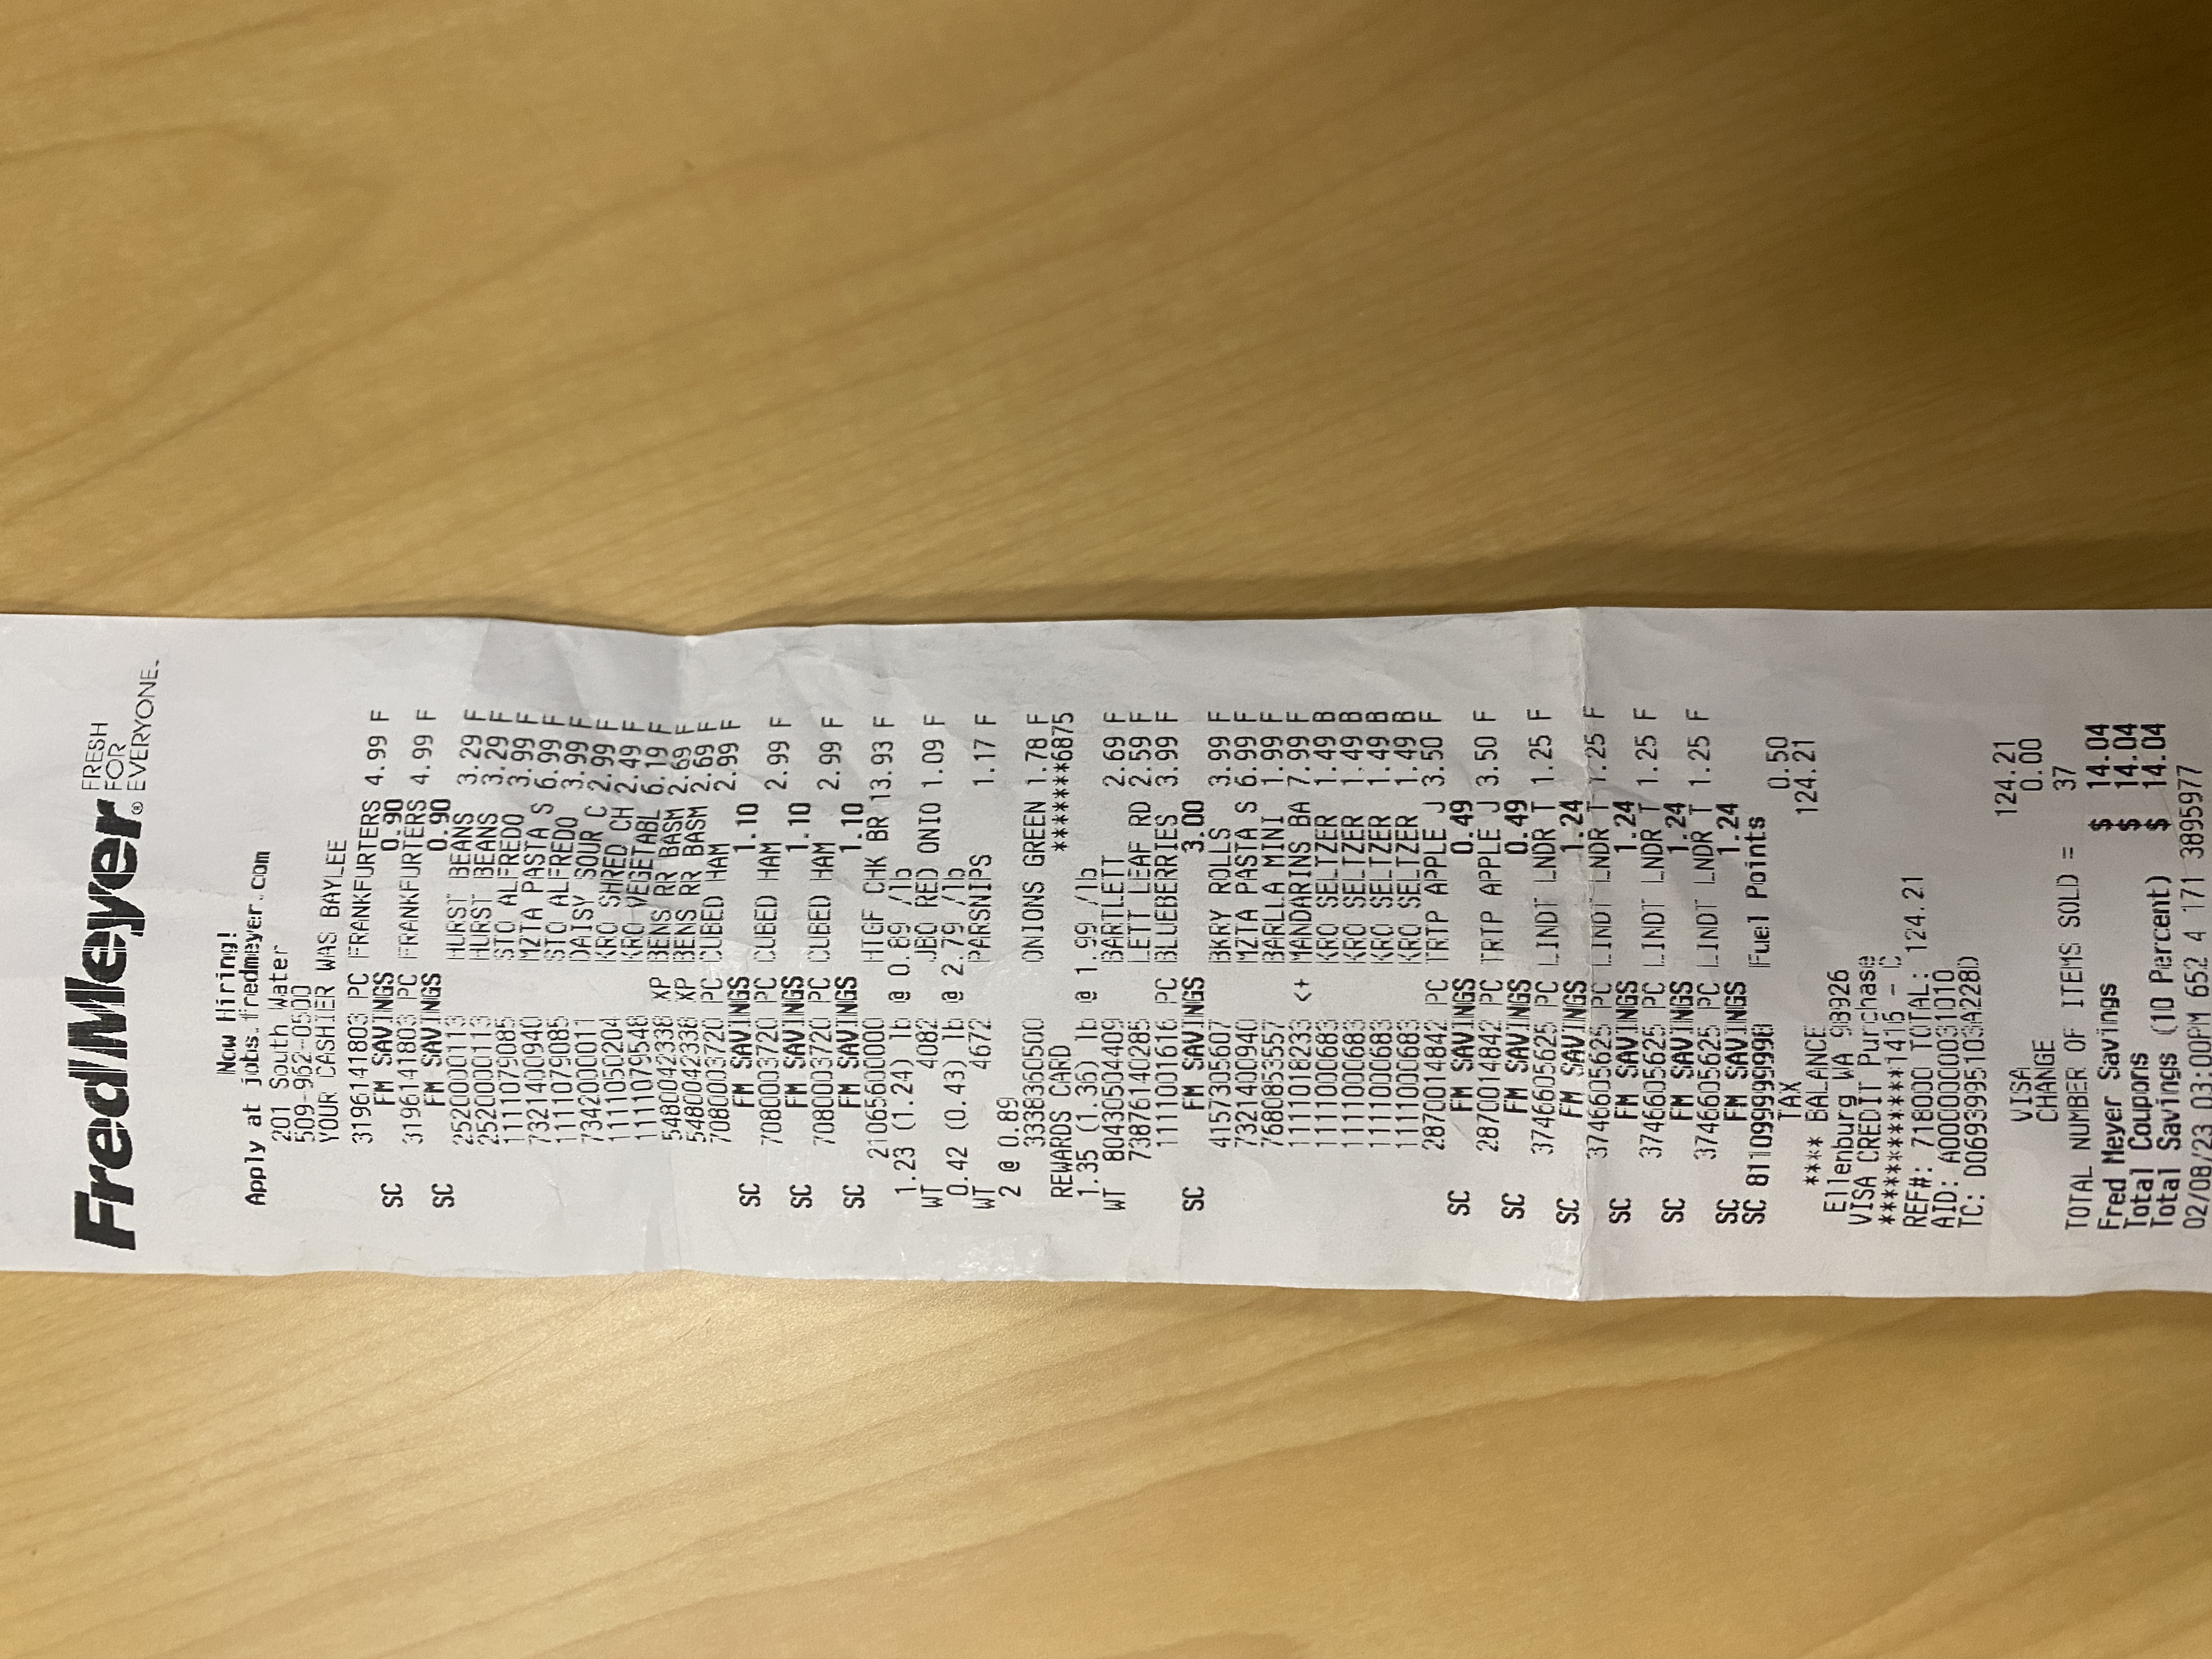 Fred Meyer® FRESH
FOR
EVERYONE™
Now Hiring!
Apply at jobs.fredmeyer.com
201 South Water
509-962-0500
YOUR CASHIER WAS BAYLEE
3196141803 PC FRANKFURTERS 4.99 F
SC FM SAVINGS 0.90
3196141803 PC FRANKFURTERS 4.99 F
SC FM SAVINGS 0.90
2520000113 HURST BEANS 3.29 F
2520000113 HURST BEANS 3.29 F
1111079085 STO ALFREDO 3.99 F
7321400940 MZTA PASTA S 6.99 F
1111079085 STO ALFREDO 3.99 F
7342000011 DAISY SOUR C 2.99 F
1111050204 KRO SHRED CH 2.49 F
1111079548 KRO VEGETABL 6.19 F
5480042338 XP BENS RR BASM 2.69 F
5480042338 XP BENS RR BASM 2.69 F
7080003720 PC CUBED HAM 2.99 F
SC FM SAVINGS 1.10
7080003720 PC CUBED HAM 2.99 F
SC FM SAVINGS 1.10
7080003720 PC CUBED HAM 2.99 F
SC FM SAVINGS 1.10
21065600000 HTGF CHK BR 13.93 F
1.23 (1.24) lb @ 0.89 /lb
WT 4082 JBO RED ONIO 1.09 F
0.42 (0.43) lb @ 2.79 /lb
WT 4672 PARSNIPS 1.17 F
2 @ 0.89
3338360500 ONIONS GREEN 1.78 F
REWARDS CARD *******6875
1.35 (1.36) lb @ 1.99 /lb
WT 80430504409 BARTLETT 2.69 F
73876140285 LETT LEAF RD 2.59 F
1111001616 PC BLUEBERRIES 3.99 F
SC FM SAVINGS 3.00
4157305607 BKRY ROLLS 3.99 F
7321400940 MZTA PASTA S 6.99 F
7680853557 BARLLA MINI 1.99 F
1111018233 <+ MANDARINS BA 7.99 F
1111000683 KRO SELTZER 1.49 B
1111000683 KRO SELTZER 1.49 B
1111000683 KRO SELTZER 1.49 B
1111000683 KRO SELTZER 1.49 B
2870014842 PC TRTP APPLE J 3.50 F
SC FM SAVINGS 0.49
2870014842 PC TRTP APPLE J 3.50 F
SC FM SAVINGS 0.49
3746605625 PC LINDT LNDR T 1.25 F
SC FM SAVINGS 1.24
3746605625 PC LINDT LNDR T 1.25 F
SC FM SAVINGS 1.24
3746605625 PC LINDT LNDR T 1.25 F
SC FM SAVINGS 1.24
3746605625 PC LINDT LNDR T 1.25 F
SC FM SAVINGS 1.24
SC 811099999998 Fuel Points
TAX 0.50
**** BALANCE 124.21
Ellenburg WA 98926
VISA CREDIT Purchase
************1416 - C
REF#: 718000 TOTAL: 124.21
AID: A0000000031010
TC: D0693995103A228D
VISA 124.21
CHANGE 0.00
TOTAL NUMBER OF ITEMS SOLD = 37
Fred Meyer Savings $ 14.04
Total Coupons $ 14.04
Total Savings (10 Percent) $ 14.04
02/08/23 03:00PM 652 4 171 3895977